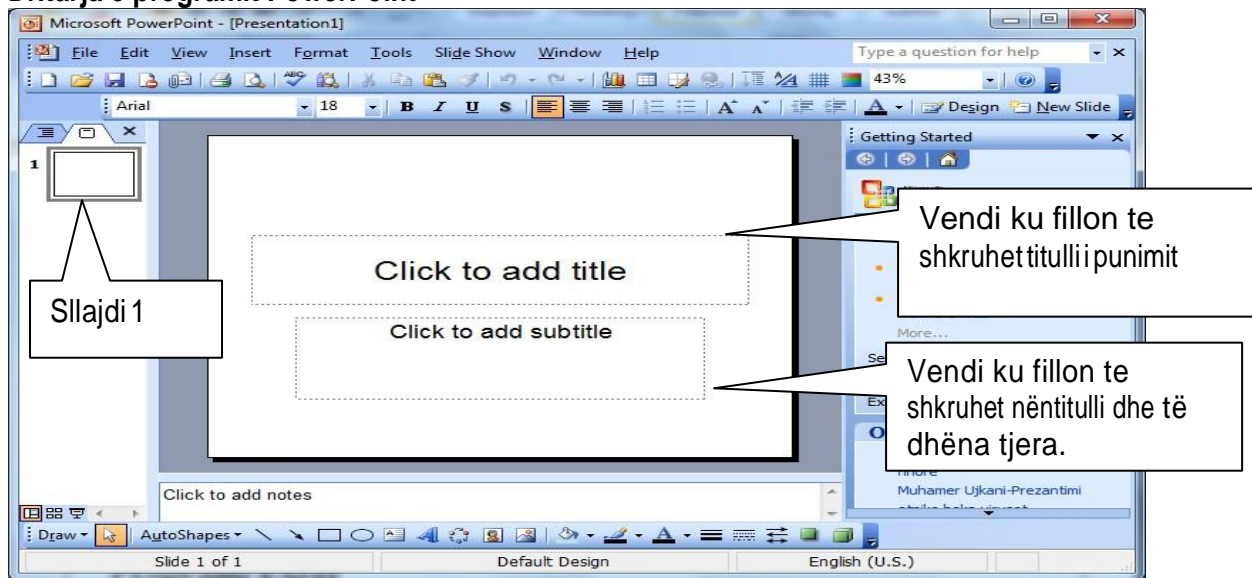 Dritarja e programit PowerPoint
Microsoft PowerPoint - [Presentation1]
File Edit View Insert Format Tools Slide Show Window Help
Type a question for help
43%
Arial
18
B I U S
Design New Slide
Getting Started
1
Vendi ku fillon te
shkruhet titulli i punimit
Click to add title
Sllajdi 1
Click to add subtitle
More...
Vendi ku fillon te
shkruhet nëntitulli dhe të
dhëna tjera.
Muhamer Ujkani-Prezantimi
Click to add notes
Draw AutoShapes
Slide 1 of 1
Default Design
English (U.S.)